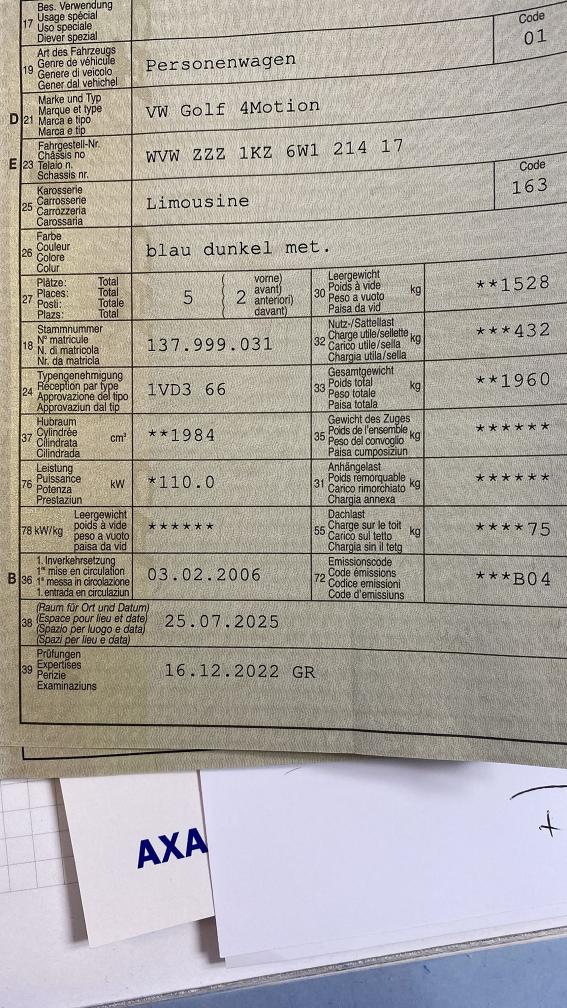 17 Bes. Verwendung
Usage spécial
Uso speciale
Diever spezial
19 Art des Fahrzeugs
Genre de véhicule
Genere di veicolo
Gener dal vehichel
Personenwagen
Code
01
D 21 Marke und Typ
Marque et type
Marca e tipo
Marca e tip
VW Golf 4Motion
E 23 Fahrgestell-Nr.
Châssis no
Telaio n.
Schassis nr.
WVW ZZZ 1KZ 6W1 214 17
25 Karosserie
Carrosserie
Carrozzeria
Carossaria
Limousine
Code
163
26 Farbe
Couleur
Colore
Colur
blau dunkel met.
27 Plätze: Total
Places: Total
Posti: Totale
Plazs: Total
5
2 vorne)
avant)
anteriori)
davant)
30 Leergewicht
Poids à vide
Peso a vuoto
Paisa da vid
kg
**1528
18 Stammnummer
N° matricule
N. di matricola
Nr. da matricla
137.999.031
32 Nutz-/Sattellast
Charge utile/sellette
Carico utile/sella
Chargia utila/sella
kg
***432
24 Typengenehmigung
Réception par type
Approvazione del tipo
Approvaziun dal tip
1VD3 66
33 Gesamtgewicht
Poids total
Peso totale
Paisa totala
kg
**1960
37 Hubraum
Cylindrée
Cilindrata
Cilindrada
cm³
**1984
35 Gewicht des Zuges
Poids de l'ensemble
Peso del convoglio
Paisa cumposiziun
kg
******
76 Leistung
Puissance
Potenza
Prestaziun
kW
*110.0
31 Anhängelast
Poids remorquable
Carico rimorchiato
Chargia annexa
kg
******
78 kW/kg Leergewicht
poids à vide
peso a vuoto
paisa da vid
******
55 Dachlast
Charge sur le toit
Carico sul tetto
Chargia sin il tetg
kg
****75
B 36 1. Inverkehrsetzung
1re mise en circulation
1a messa in circolazione
1. entrada en circulaziun
03.02.2006
72 Emissionscode
Code émissions
Codice emissioni
Code d'emissiuns
***B04
38 (Raum für Ort und Datum)
(Espace pour lieu et date)
(Spazio per luogo e data)
(Spazi per lieu e data)
25.07.2025
39 Prüfungen
Expertises
Perizie
Examinaziuns
16.12.2022 GR
AXA
+